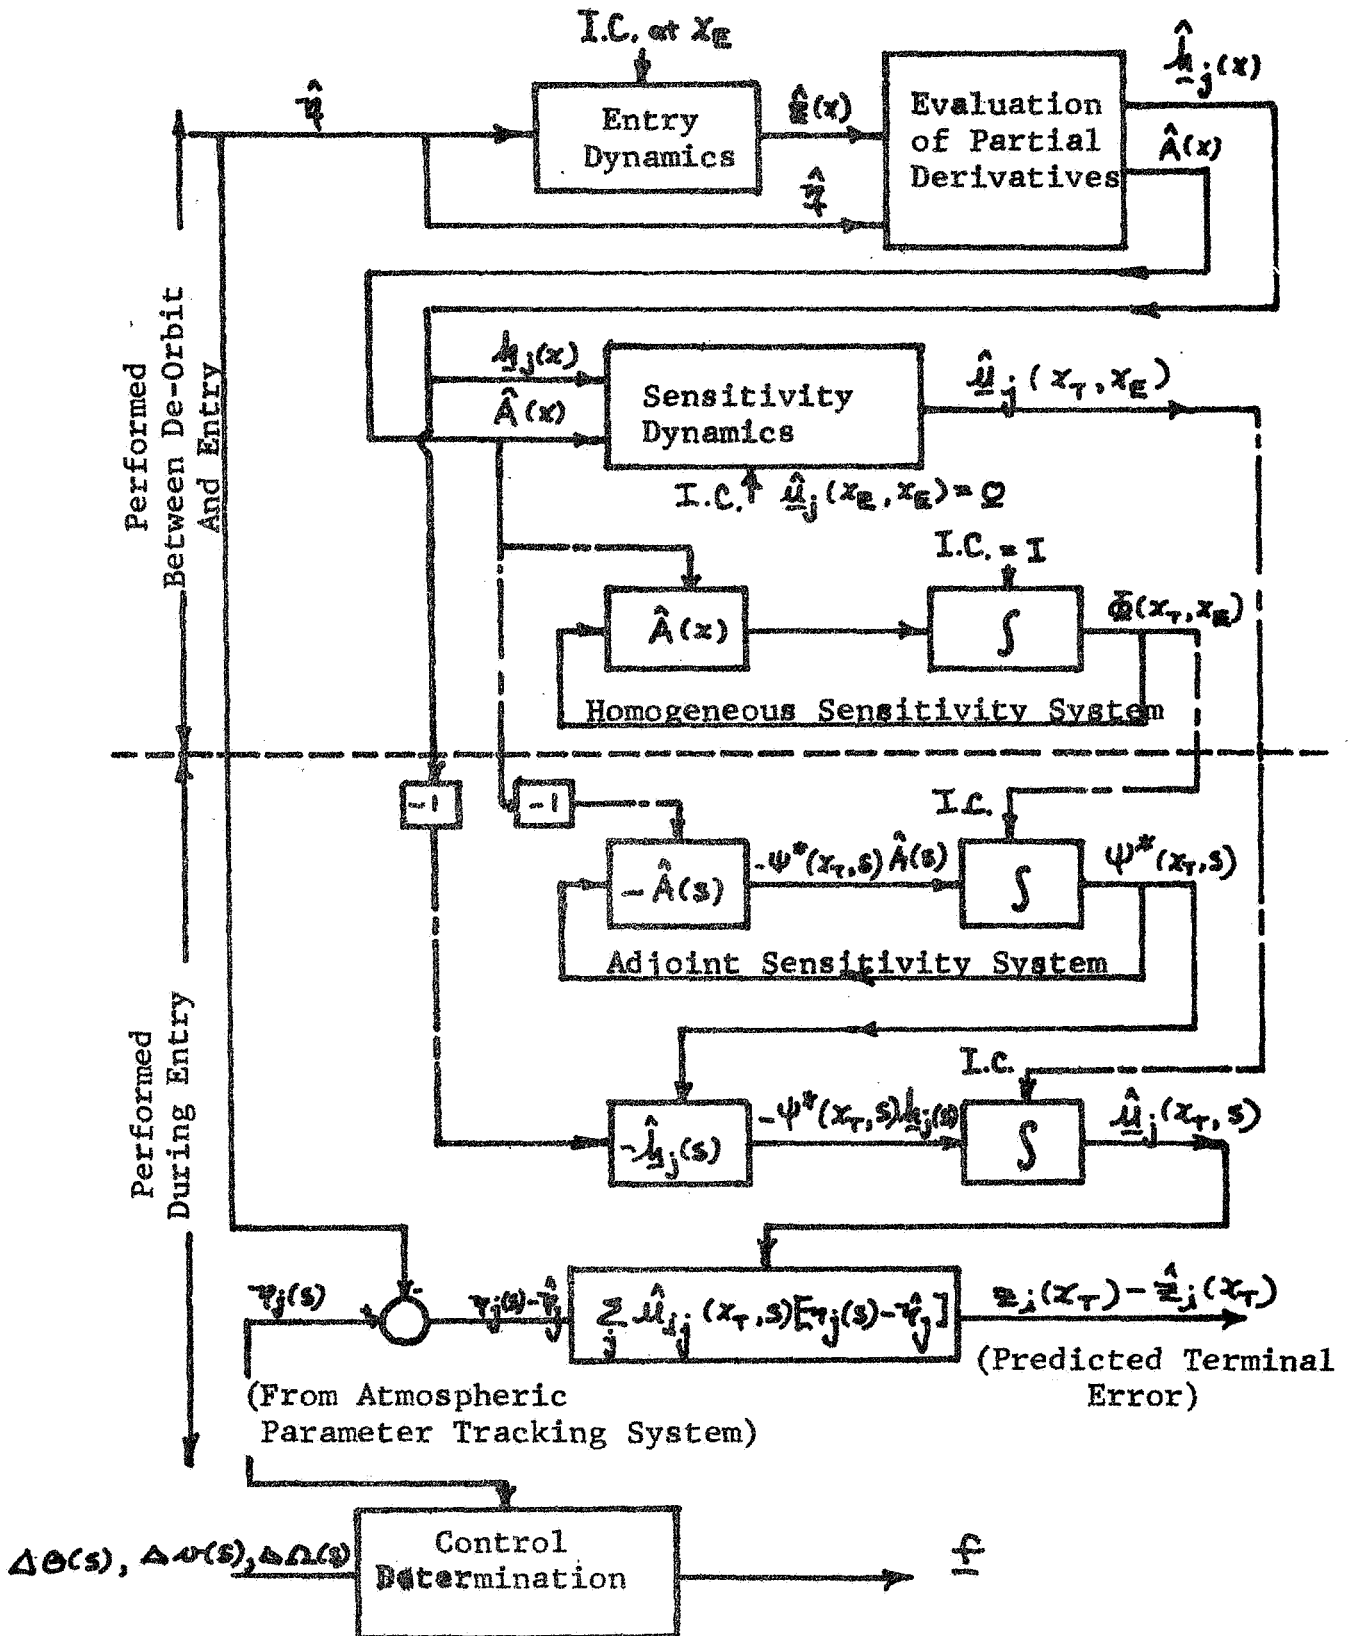 I.C. at x_E
Entry
Dynamics
ẑ(x)
Evaluation
of Partial
Derivatives
ĥ_j(x)
Â(x)
Performed
Between De-Orbit
And Entry
h_j(x)
Â(x)
Sensitivity
Dynamics
û_j(x_T, x_E)
I.C. û_j(x_E, x_E) = 0
I.C. = I
Â(x)
∫
Φ(x_T, x_E)
Homogeneous Sensitivity System
-1
-1
I.C.
-Â(s)
-Ψ*(x_T, s) Â(s)
∫
Ψ*(x_T, s)
Adjoint Sensitivity System
Performed
During Entry
I.C.
-ĥ_j(s)
-Ψ*(x_T, s) h_j(s)
∫
û_j(x_T, s)
η_j(s)
+
-
η_j(s) - η̂_j
Σ_j û_ij(x_T, s)[η_j(s) - η̂_j]
z_i(x_T) - ẑ_i(x_T)
(Predicted Terminal
Error)
(From Atmospheric
Parameter Tracking System)
Δθ(s), Δv(s), ΔΩ(s)
Control
Determination
f